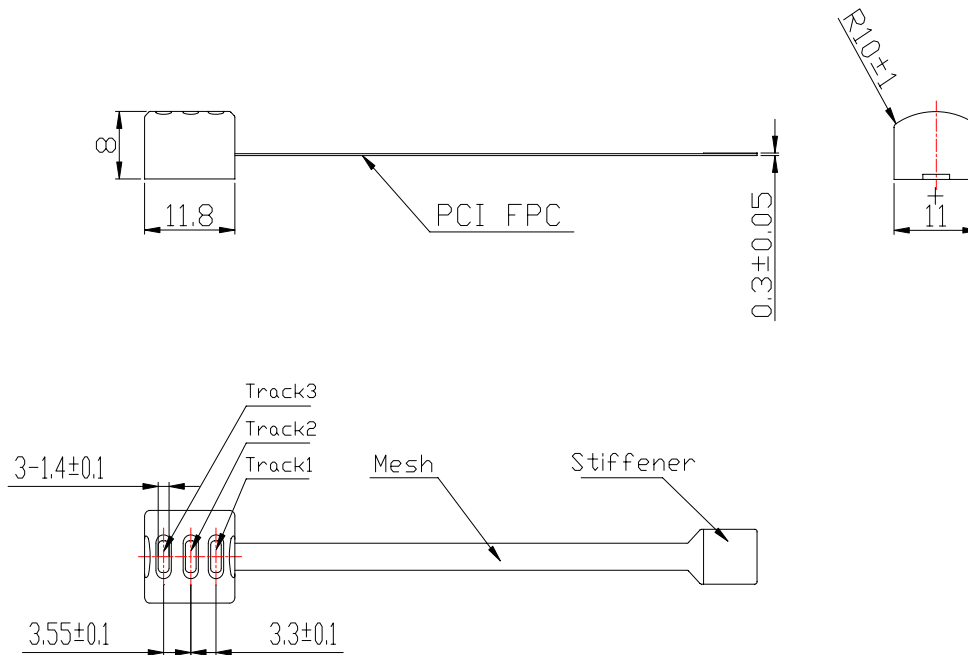 R10±1
8
11.8
PCI FPC
0.3±0.05
11
Track3
Track2
Track1
3-1.4±0.1
Mesh
Stiffener
3.55±0.1
3.3±0.1